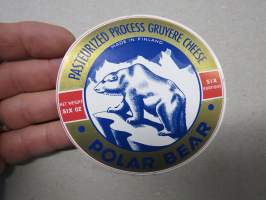 PASTEURIZED PROCESS GRUYERE CHEESE
MADE IN FINLAND
NET WEIGHT
SIX OZ
SIX
PORTIONS
• POLAR BEAR •